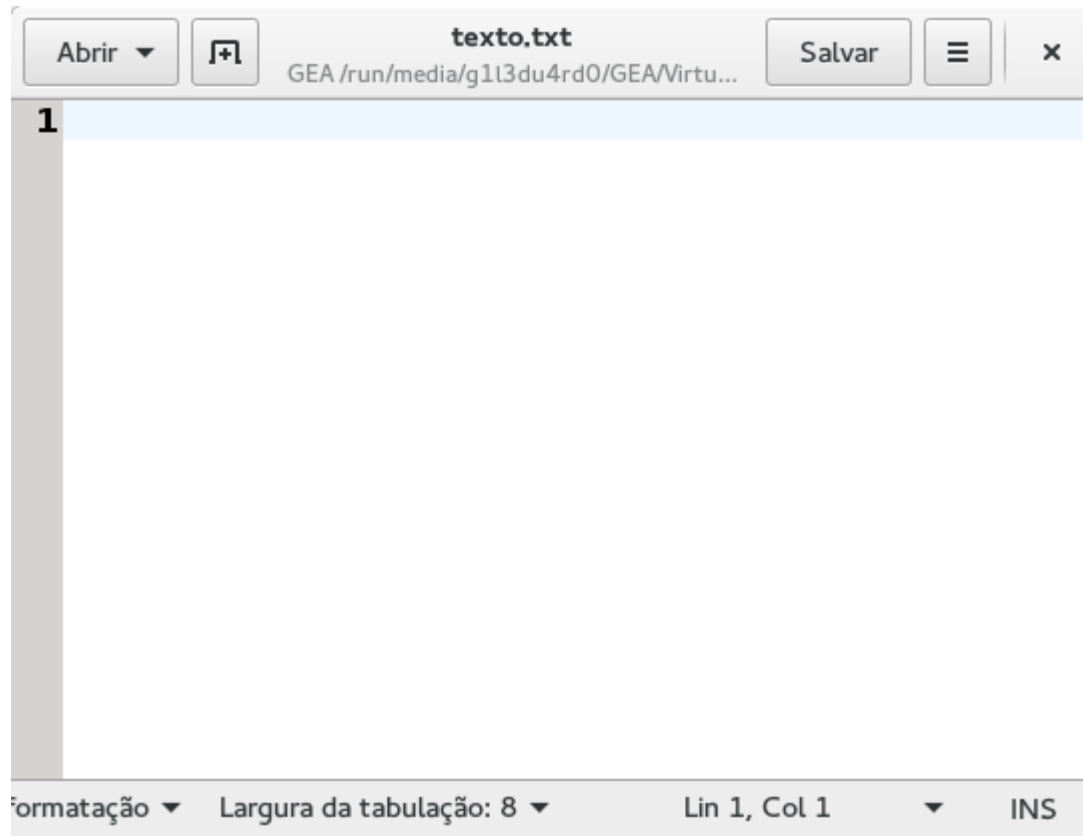 Abrir
texto.txt
GEA /run/media/g1l3du4rd0/GEA/Virtu...
Salvar
1
formatação
Largura da tabulação: 8
Lin 1, Col 1
INS